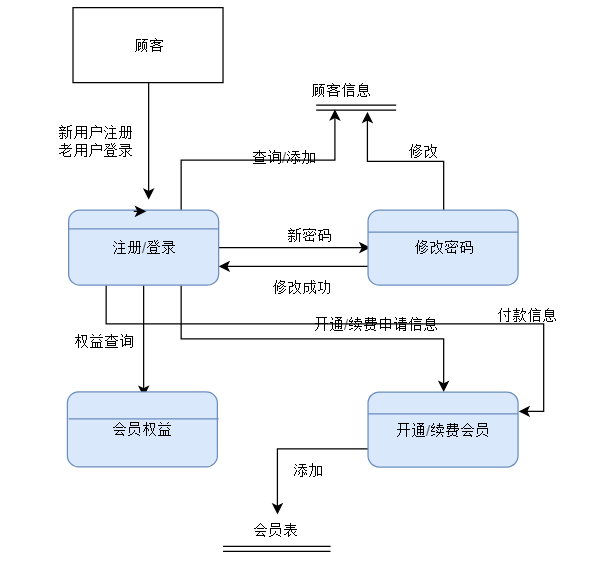 顾客
顾客信息
新用户注册
老用户登录
查询/添加
修改
注册/登录
新密码
修改密码
修改成功
付款信息
开通/续费申请信息
权益查询
会员权益
开通/续费会员
添加
会员表